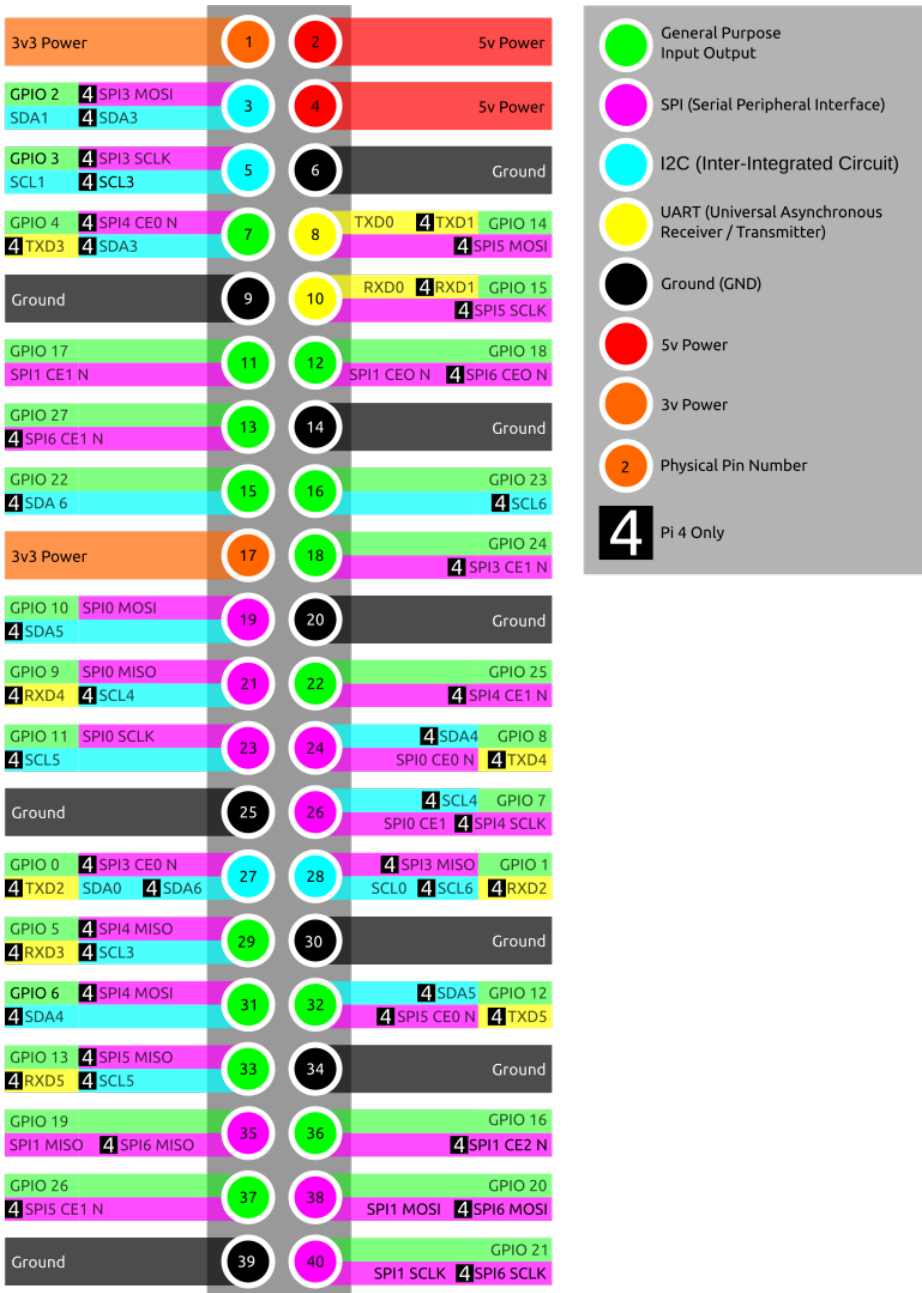 3v3 Power 1 2 5v Power
GPIO 2 4 SPI3 MOSI
SDA1 4 SDA3
3 4 5v Power
GPIO 3 4 SPI3 SCLK
SCL1 4 SCL3
5 6 Ground
GPIO 4 4 SPI4 CE0 N
4 TXD3 4 SDA3
7 8
TXD0 4 TXD1 GPIO 14
4 SPI5 MOSI
Ground 9 10
RXD0 4 RXD1 GPIO 15
4 SPI5 SCLK
GPIO 17
SPI1 CE1 N
11 12
GPIO 18
SPI1 CEO N 4 SPI6 CEO N
GPIO 27
4 SPI6 CE1 N
13 14 Ground
GPIO 22
4 SDA 6
15 16
GPIO 23
4 SCL6
3v3 Power 17 18
GPIO 24
4 SPI3 CE1 N
GPIO 10 SPI0 MOSI
4 SDA5
19 20 Ground
GPIO 9 SPI0 MISO
4 RXD4 4 SCL4
21 22
GPIO 25
4 SPI4 CE1 N
GPIO 11 SPI0 SCLK
4 SCL5
23 24
4 SDA4 GPIO 8
SPI0 CE0 N 4 TXD4
Ground 25 26
4 SCL4 GPIO 7
SPI0 CE1 4 SPI4 SCLK
GPIO 0 4 SPI3 CE0 N
4 TXD2 SDA0 4 SDA6
27 28
4 SPI3 MISO GPIO 1
SCL0 4 SCL6 4 RXD2
GPIO 5 4 SPI4 MISO
4 RXD3 4 SCL3
29 30 Ground
GPIO 6 4 SPI4 MOSI
4 SDA4
31 32
4 SDA5 GPIO 12
4 SPI5 CE0 N 4 TXD5
GPIO 13 4 SPI5 MISO
4 RXD5 4 SCL5
33 34 Ground
GPIO 19
SPI1 MISO 4 SPI6 MISO
35 36
GPIO 16
4 SPI1 CE2 N
GPIO 26
4 SPI5 CE1 N
37 38
GPIO 20
SPI1 MOSI 4 SPI6 MOSI
Ground 39 40
GPIO 21
SPI1 SCLK 4 SPI6 SCLK
General Purpose
Input Output
SPI (Serial Peripheral Interface)
I2C (Inter-Integrated Circuit)
UART (Universal Asynchronous
Receiver / Transmitter)
Ground (GND)
5v Power
3v Power
2 Physical Pin Number
4 Pi 4 Only